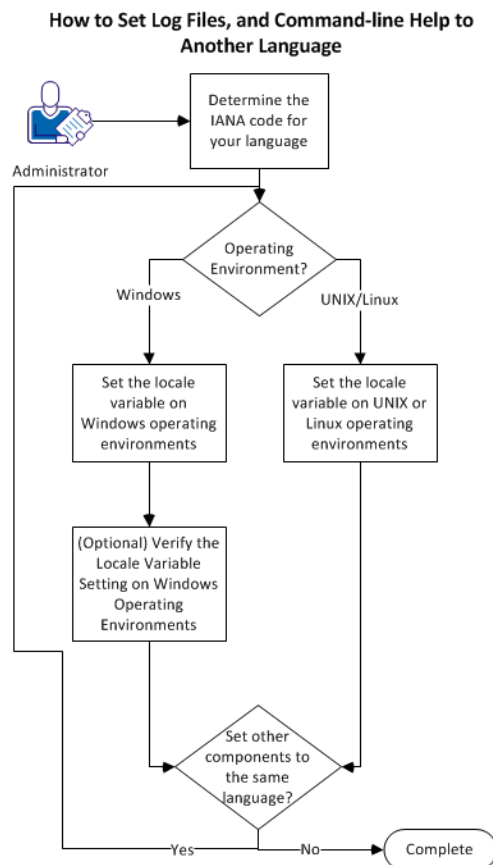 How to Set Log Files, and Command-line Help to
Another Language
Determine the
IANA code for
your language
Administrator
Operating
Environment?
Windows
UNIX/Linux
Set the locale
variable on
Windows operating
environments
Set the locale
variable on UNIX or
Linux operating
environments
(Optional) Verify the
Locale Variable
Setting on Windows
Operating
Environments
Set other
components to
the same
language?
Yes
No
Complete